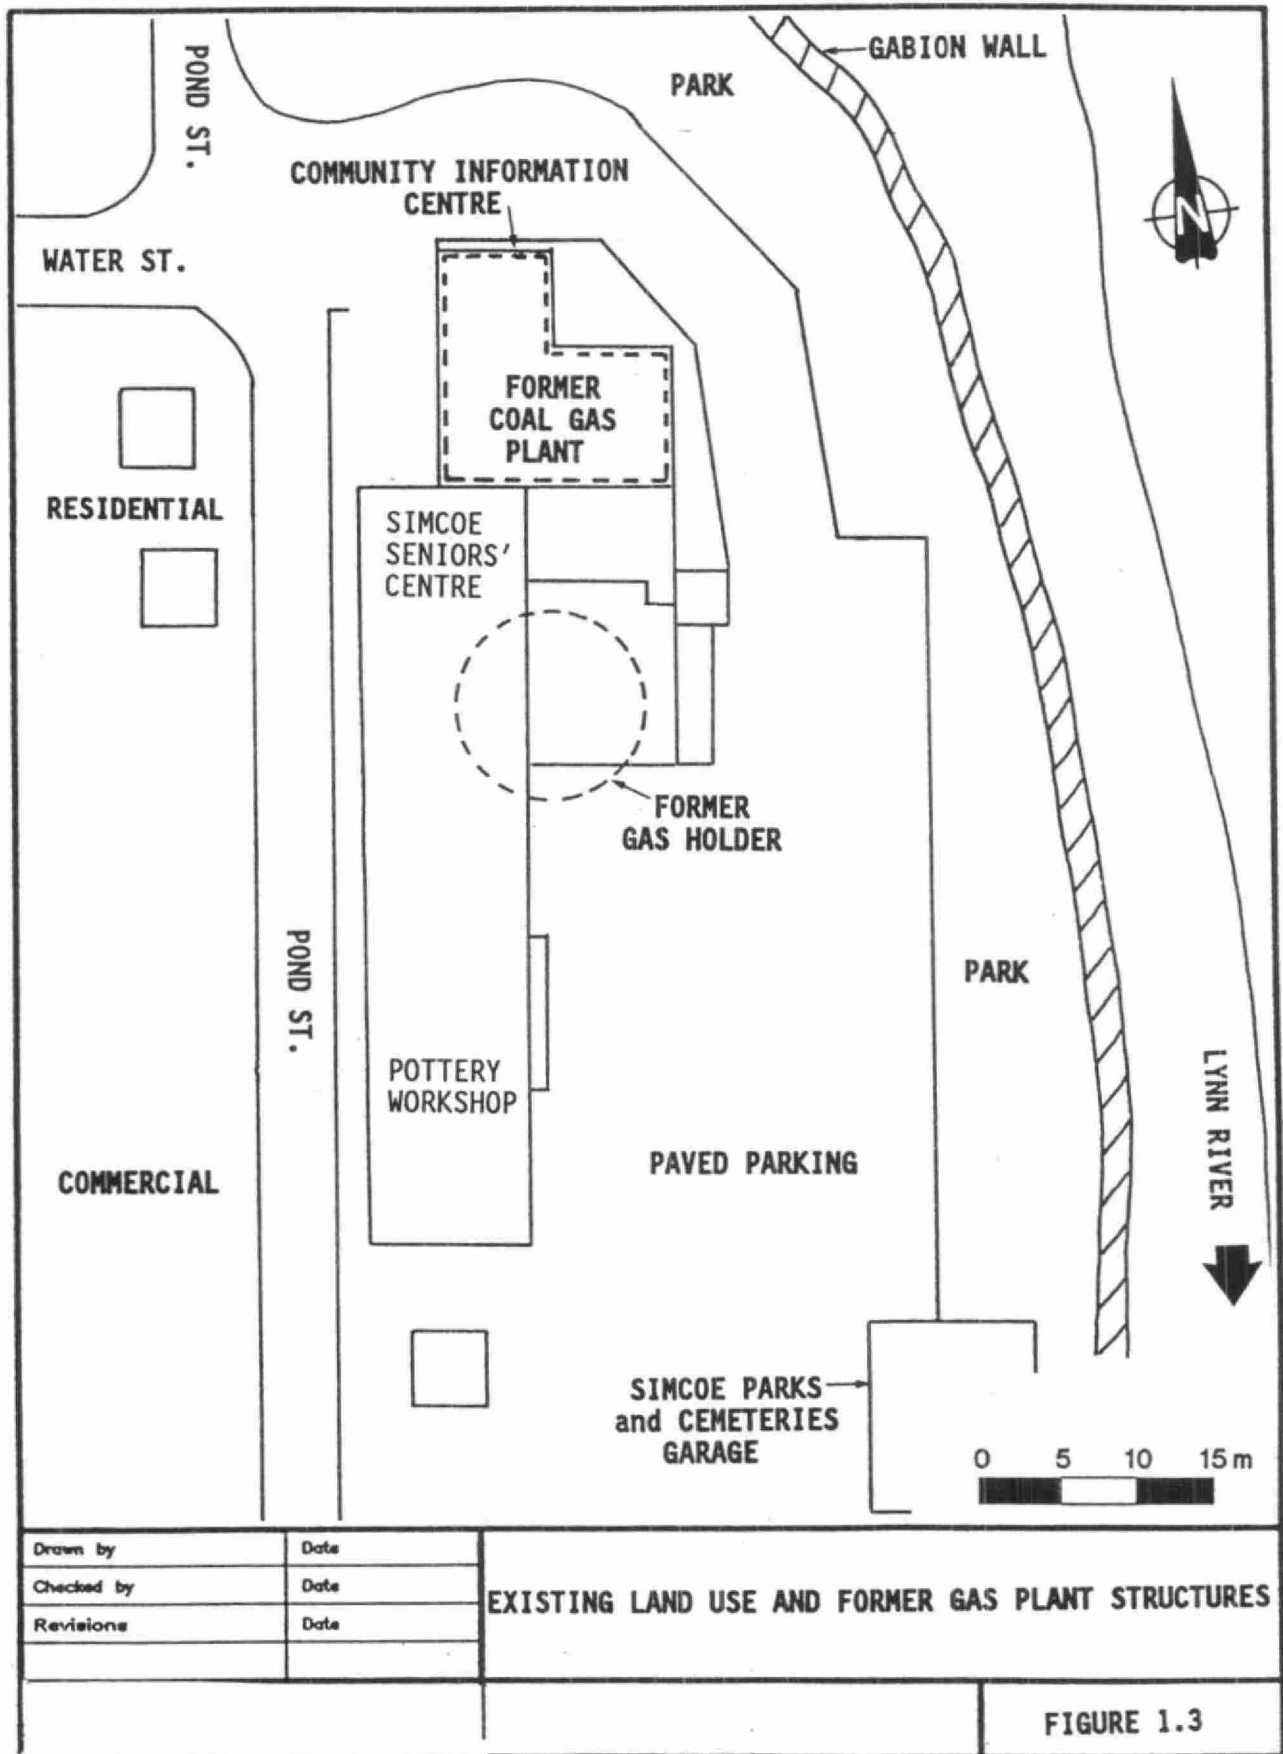 POND ST.
GABION WALL
PARK
COMMUNITY INFORMATION
CENTRE
N
WATER ST.
FORMER
COAL GAS
PLANT
RESIDENTIAL
SIMCOE
SENIORS'
CENTRE
FORMER
GAS HOLDER
POND ST.
PARK
LYNN RIVER
POTTERY
WORKSHOP
COMMERCIAL
PAVED PARKING
SIMCOE PARKS
and CEMETERIES
GARAGE
0 5 10 15 m
Drawn by Date
Checked by Date
Revisions Date
EXISTING LAND USE AND FORMER GAS PLANT STRUCTURES
FIGURE 1.3